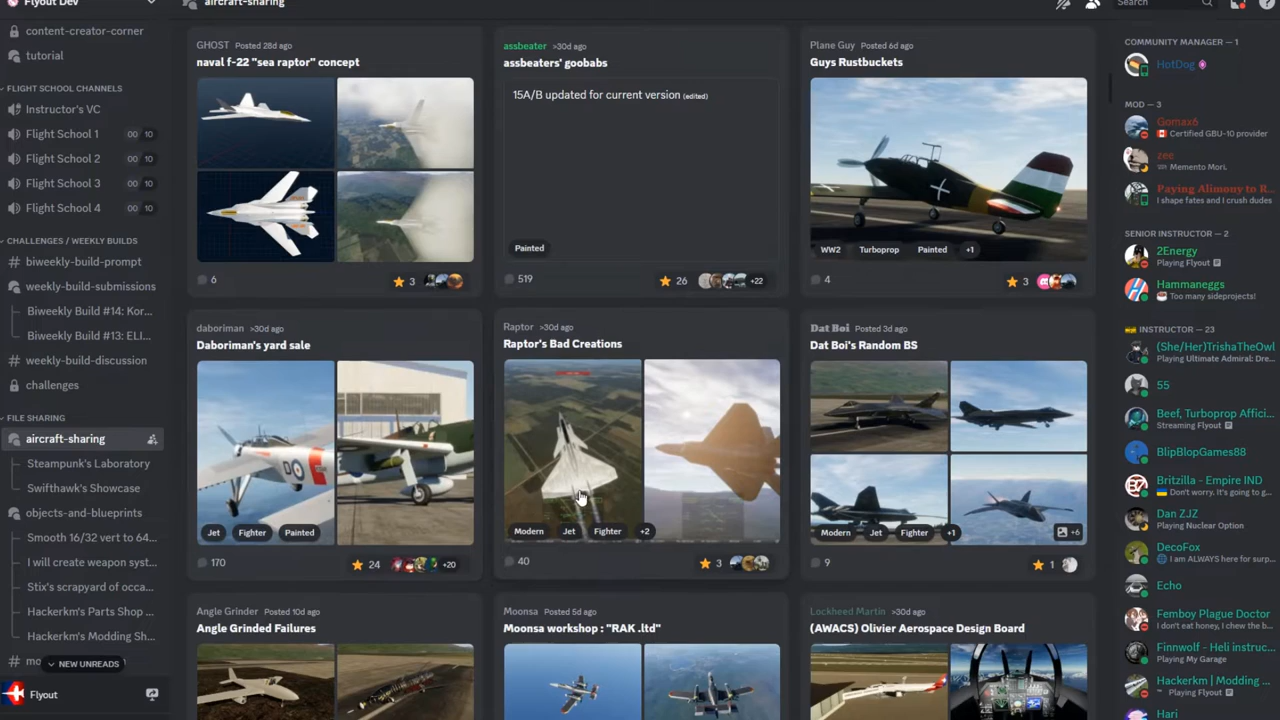 Flyout Dev
aircraft-sharing
Search
content-creator-corner
tutorial
FLIGHT SCHOOL CHANNELS
Instructor's VC
Flight School 1 00 10
Flight School 2 00 10
Flight School 3 00 10
Flight School 4 00 10
CHALLENGES / WEEKLY BUILDS
biweekly-build-prompt
weekly-build-submissions
Biweekly Build #14: Kor...
Biweekly Build #13: ELI...
weekly-build-discussion
challenges
FILE SHARING
aircraft-sharing
Steampunk's Laboratory
Swifthawk's Showcase
objects-and-blueprints
Smooth 16/32 vert to 64...
I will create weapon syst...
Stix's scrapyard of occa...
Hackerkm's Parts Shop ...
Hackerkm's Modding Sh...
NEW UNREADS
Flyout
GHOST Posted 28d ago
naval f-22 "sea raptor" concept
6
3
assbeater >30d ago
assbeaters' goobabs
15A/B updated for current version (edited)
Painted
519
26
+22
Plane Guy Posted 6d ago
Guys Rustbuckets
WW2 Turboprop Painted +1
4
3
daboriman >30d ago
Daboriman's yard sale
Jet Fighter Painted
170
24
+20
Raptor >30d ago
Raptor's Bad Creations
Modern Jet Fighter +2
40
3
Dat Boi Posted 3d ago
Dat Boi's Random BS
Modern Jet Fighter +1
+6
9
1
Angle Grinder Posted 10d ago
Angle Grinded Failures
Moonsa Posted 5d ago
Moonsa workshop : "RAK .ltd"
Lockheed Martin >30d ago
(AWACS) Olivier Aerospace Design Board
COMMUNITY MANAGER — 1
HotDog
MOD — 3
Gomax6
Certified GBU-10 provider
zee
Memento Mori.
Paying Alimony to R...
I shape fates and I crush dudes
SENIOR INSTRUCTOR — 2
2Energy
Playing Flyout
Hammaneggs
Too many sideprojects!
INSTRUCTOR — 23
(She/Her)TrishaTheOwl
Playing Ultimate Admiral: Dre...
55
Beef, Turboprop Affici...
Streaming Flyout
BlipBlopGames88
Britzilla - Empire IND
Don't worry. It's going to g...
Dan ZJZ
Playing Nuclear Option
DecoFox
I am ALWAYS here for surp...
Echo
Femboy Plague Doctor
I don't eat honey, I chew the b...
Finnwolf - Heli instruc...
Playing My Garage
Hackerkm | Modding ...
Playing Flyout
Hari